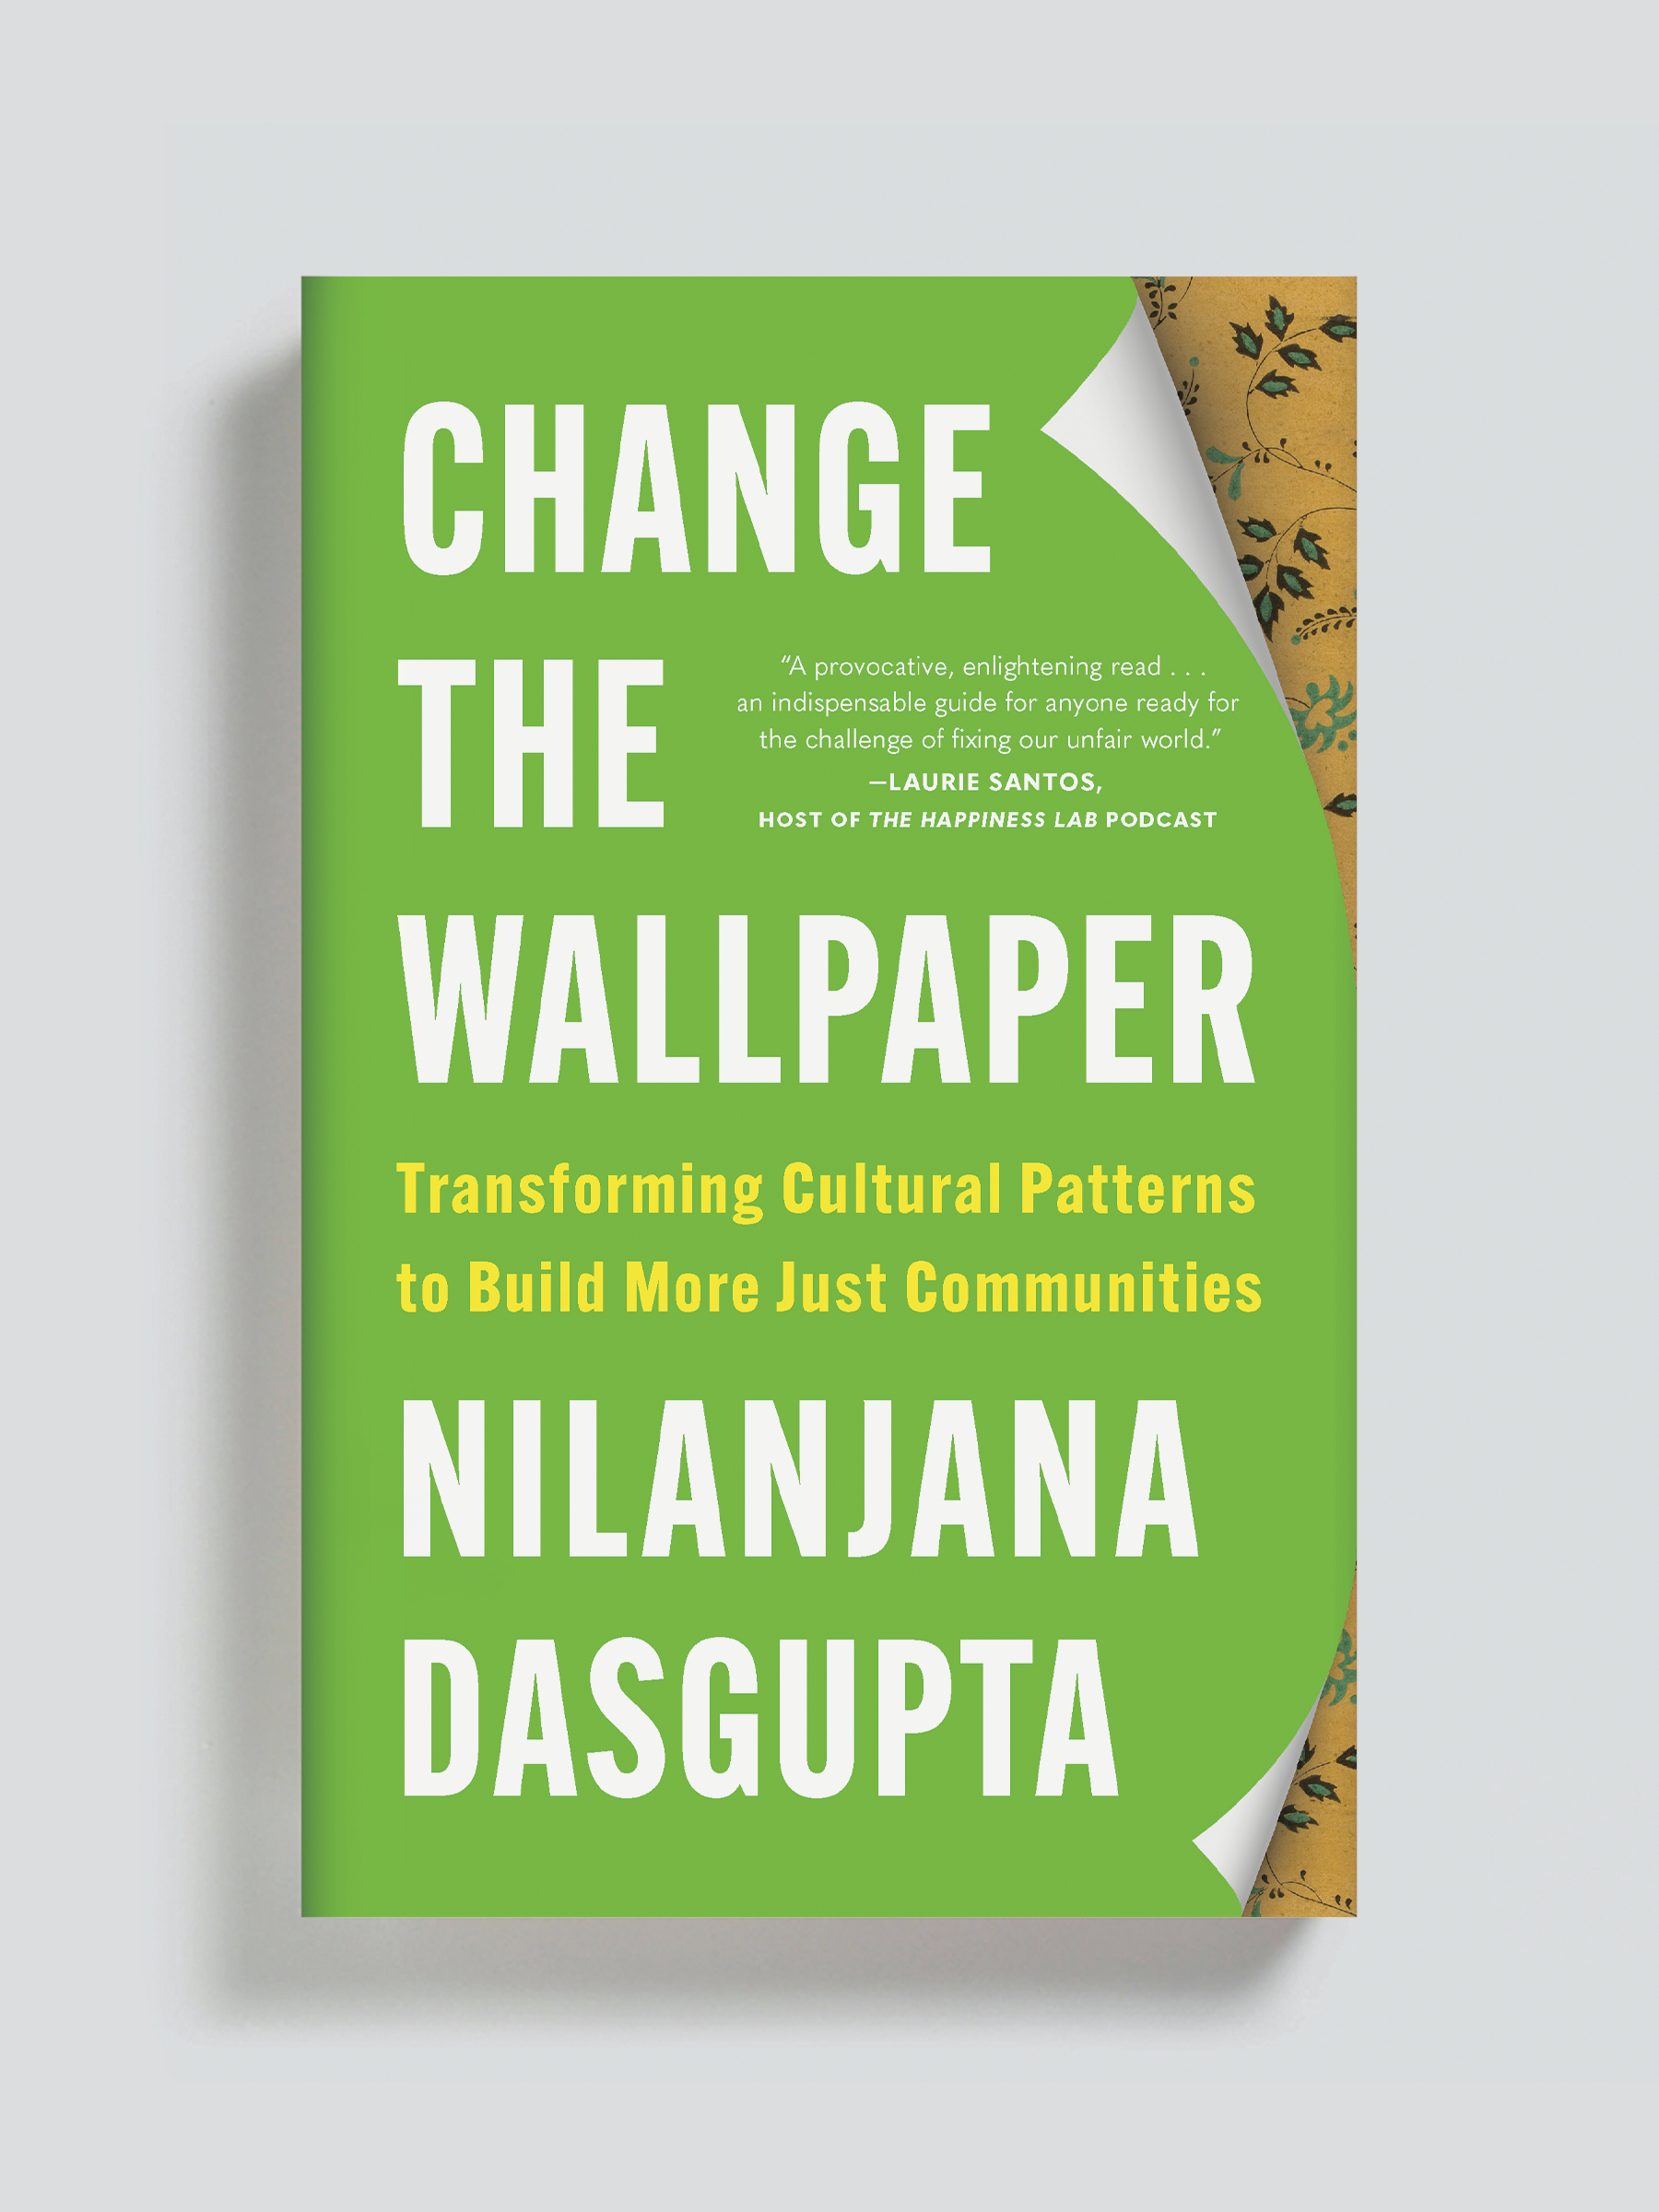 CHANGE
THE
“A provocative, enlightening read . . .
an indispensable guide for anyone ready for
the challenge of fixing our unfair world.”
—LAURIE SANTOS,
HOST OF THE HAPPINESS LAB PODCAST
WALLPAPER
Transforming Cultural Patterns
to Build More Just Communities
NILANJANA
DASGUPTA